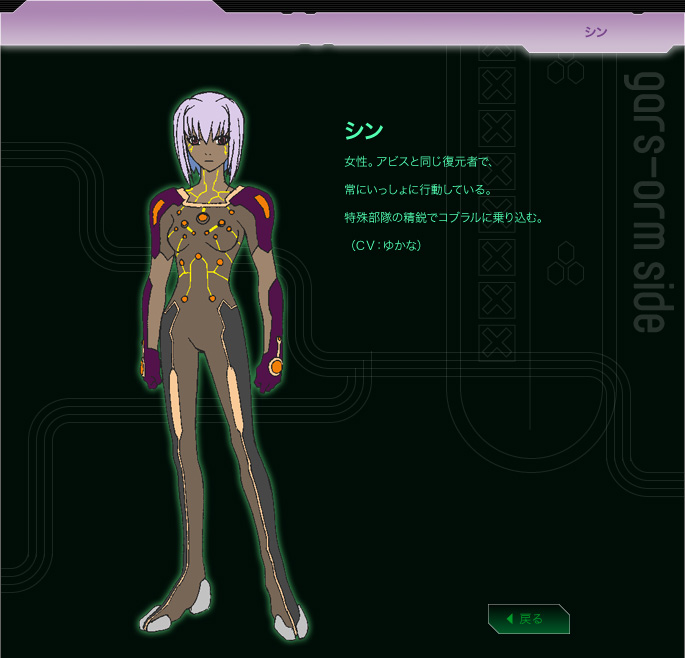 シン
gars-orm side
シン
女性。アビスと同じ復元者で、
常にいっしょに行動している。
特殊部隊の精鋭でコブラルに乗り込む。
（CV：ゆかな）
戻る